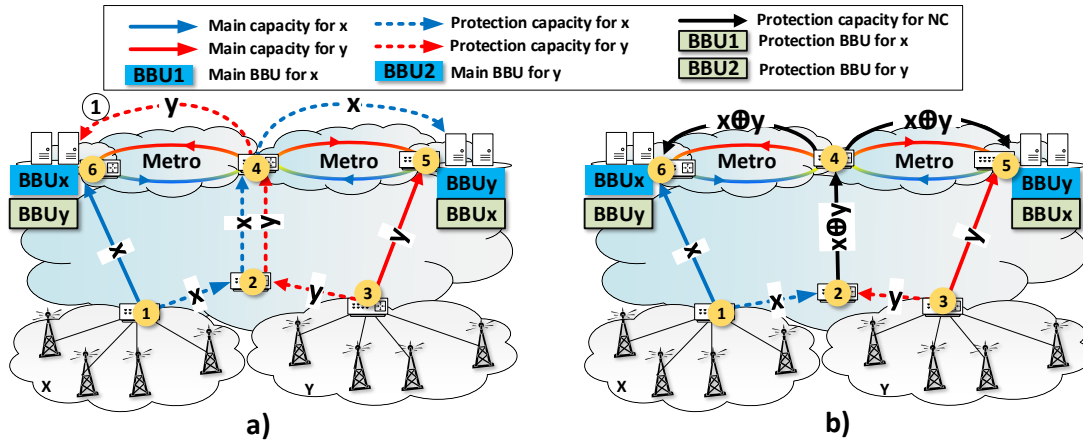 Main capacity for x
Protection capacity for x
Protection capacity for NC
Main capacity for y
Protection capacity for y
BBU1
Protection BBU for x
BBU1
Main BBU for x
BBU2
Main BBU for y
BBU2
Protection BBU for y
1
y
x
Metro
Metro
6
4
5
BBUx
BBUy
BBUy
BBUx
x
x
y
y
2
x
y
3
1
X
Y
a)
x⊕y
x⊕y
4
Metro
Metro
6
5
BBUx
BBUy
BBUy
BBUx
x
x⊕y
y
2
x
y
3
1
X
Y
b)